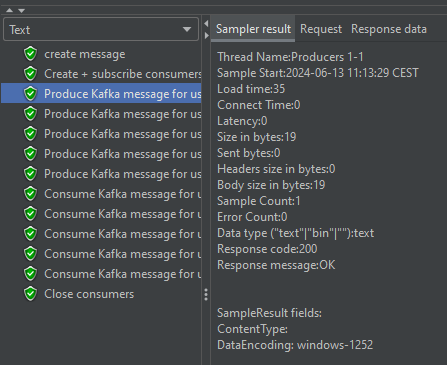 Text
create message
Create + subscribe consumers
Produce Kafka message for us
Produce Kafka message for us
Produce Kafka message for us
Produce Kafka message for us
Produce Kafka message for us
Consume Kafka message for u
Consume Kafka message for u
Consume Kafka message for u
Consume Kafka message for u
Consume Kafka message for u
Close consumers
Sampler result Request Response data
Thread Name:Producers 1-1
Sample Start:2024-06-13 11:13:29 CEST
Load time:35
Connect Time:0
Latency:0
Size in bytes:19
Sent bytes:0
Headers size in bytes:0
Body size in bytes:19
Sample Count:1
Error Count:0
Data type ("text"|"bin"|""):text
Response code:200
Response message:OK
SampleResult fields:
ContentType:
DataEncoding: windows-1252